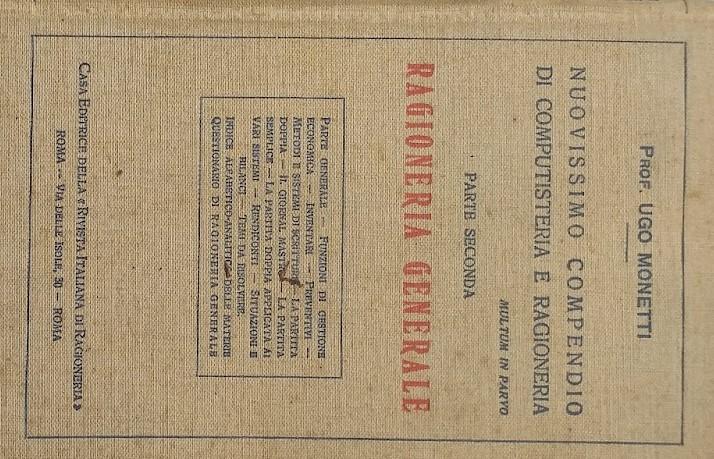 PROF. UGO MONETTI
NUOVISSIMO COMPENDIO
DI COMPUTISTERIA E RAGIONERIA
MULTUM IN PARVO
PARTE SECONDA
RAGIONERIA GENERALE
PARTE GENERALE — FUNZIONI DI GESTIONE
ECONOMICA — INVENTARI — PREVENTIVI —
METODI E SISTEMI DI SCRITTURE — LA PARTITA
DOPPIA — IL GIORNAL MASTRO — LA PARTITA
SEMPLICE — LA PARTITA DOPPIA APPLICATA AI
VARI SISTEMI — RENDICONTI — SITUAZIONI E
BILANCI — TEMI DA RISOLVERE.
INDICE ALFABETICO-ANALITICO DELLE MATERIE
QUESTIONARIO DI RAGIONERIA GENERALE
CASA EDITRICE DELLA « RIVISTA ITALIANA DI RAGIONERIA »
ROMA — VIA DELLE ISOLE, 30 — ROMA